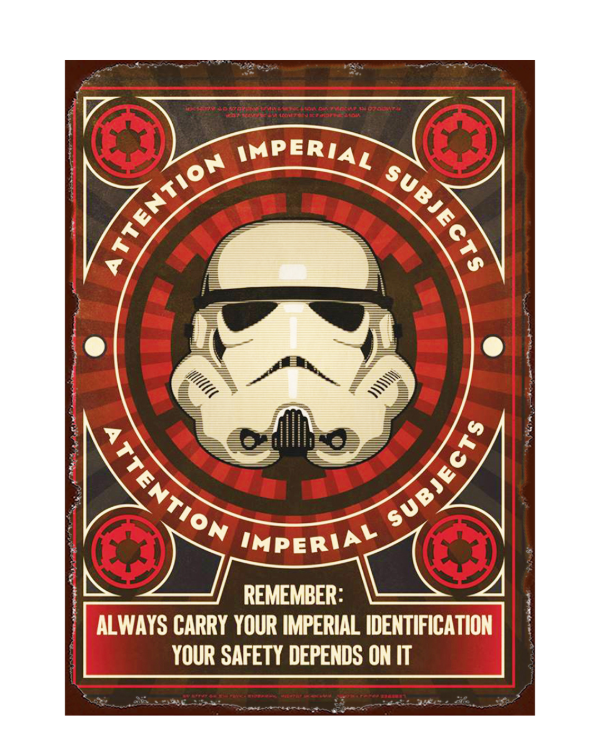 ATTENTION IMPERIAL SUBJECTS
ATTENTION IMPERIAL SUBJECTS
REMEMBER:
ALWAYS CARRY YOUR IMPERIAL IDENTIFICATION
YOUR SAFETY DEPENDS ON IT